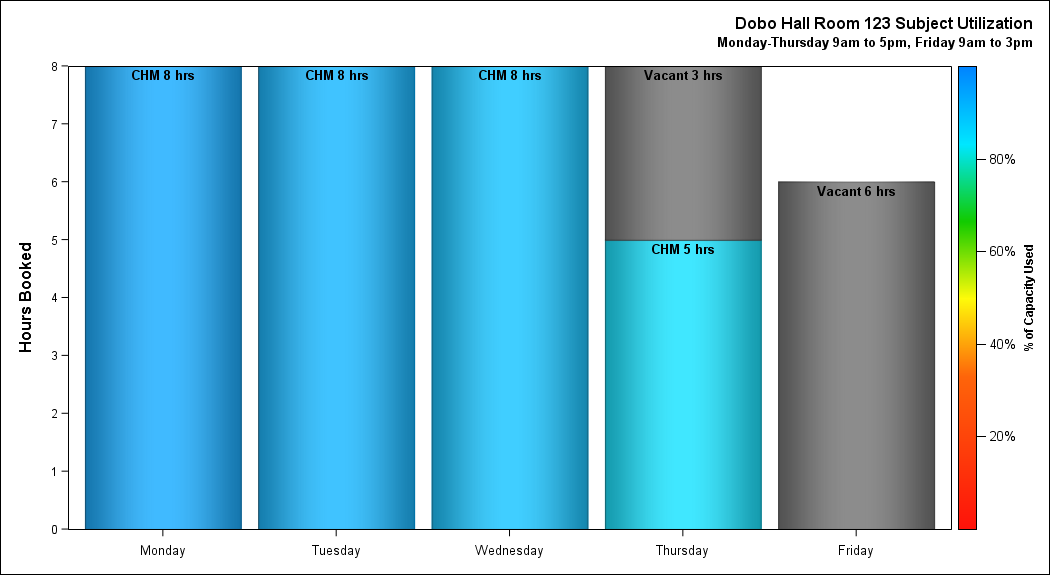 Dobo Hall Room 123 Subject Utilization
Monday-Thursday 9am to 5pm, Friday 9am to 3pm
Hours Booked
8
7
6
5
4
3
2
1
0
CHM 8 hrs
CHM 8 hrs
CHM 8 hrs
Vacant 3 hrs
CHM 5 hrs
Vacant 6 hrs
Monday
Tuesday
Wednesday
Thursday
Friday
80%
60%
40%
20%
% of Capacity Used